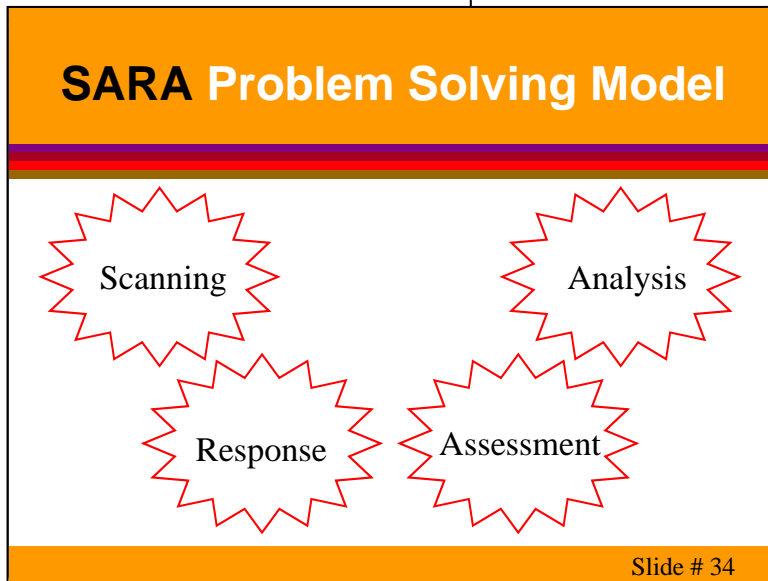 SARA Problem Solving Model
Scanning
Analysis
Response
Assessment
Slide # 34